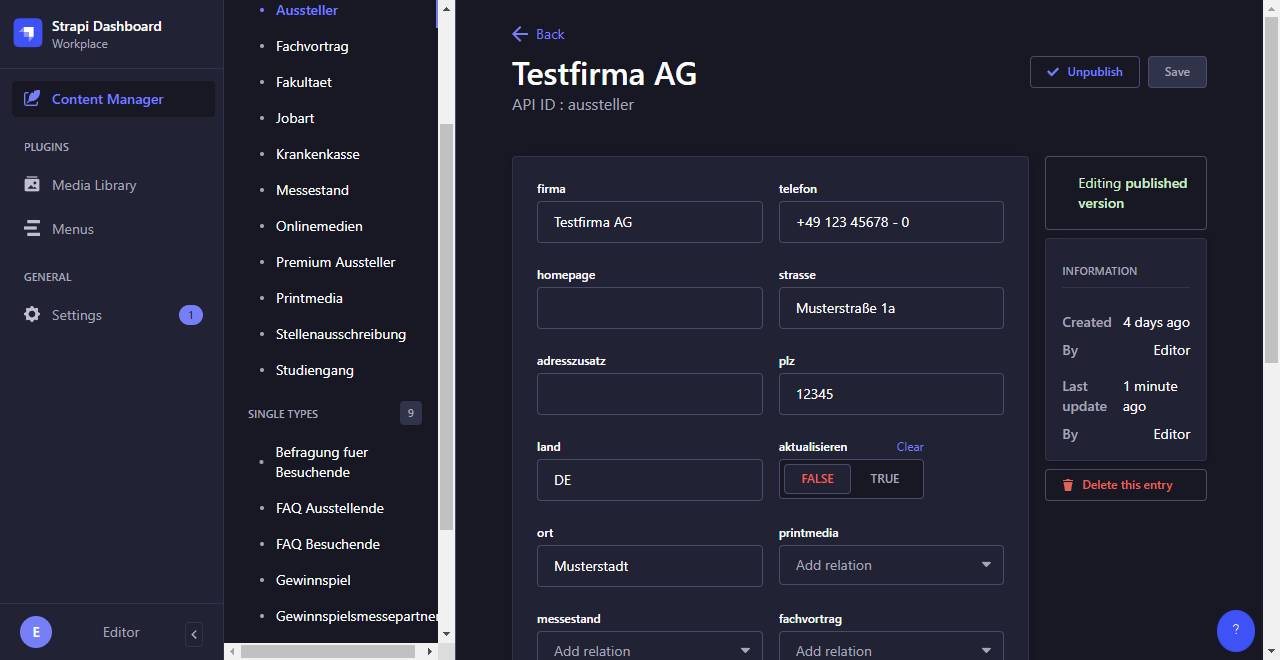 Strapi Dashboard
Workplace
Content Manager
PLUGINS
Media Library
Menus
GENERAL
Settings
1
E
Editor
Aussteller
Fachvortrag
Fakultaet
Jobart
Krankenkasse
Messestand
Onlinemedien
Premium Aussteller
Printmedia
Stellenausschreibung
Studiengang
SINGLE TYPES
9
Befragung fuer
Besuchende
FAQ Ausstellende
FAQ Besuchende
Gewinnspiel
Gewinnspielsmessepartner
Back
Testfirma AG
API ID : aussteller
Unpublish
Save
firma
Testfirma AG
telefon
+49 123 45678 - 0
homepage
strasse
Musterstraße 1a
adresszusatz
plz
12345
land
DE
aktualisieren
Clear
FALSE
TRUE
ort
Musterstadt
printmedia
Add relation
messestand
Add relation
fachvortrag
Add relation
Editing published
version
INFORMATION
Created 4 days ago
By Editor
Last 1 minute
update ago
By Editor
Delete this entry
?